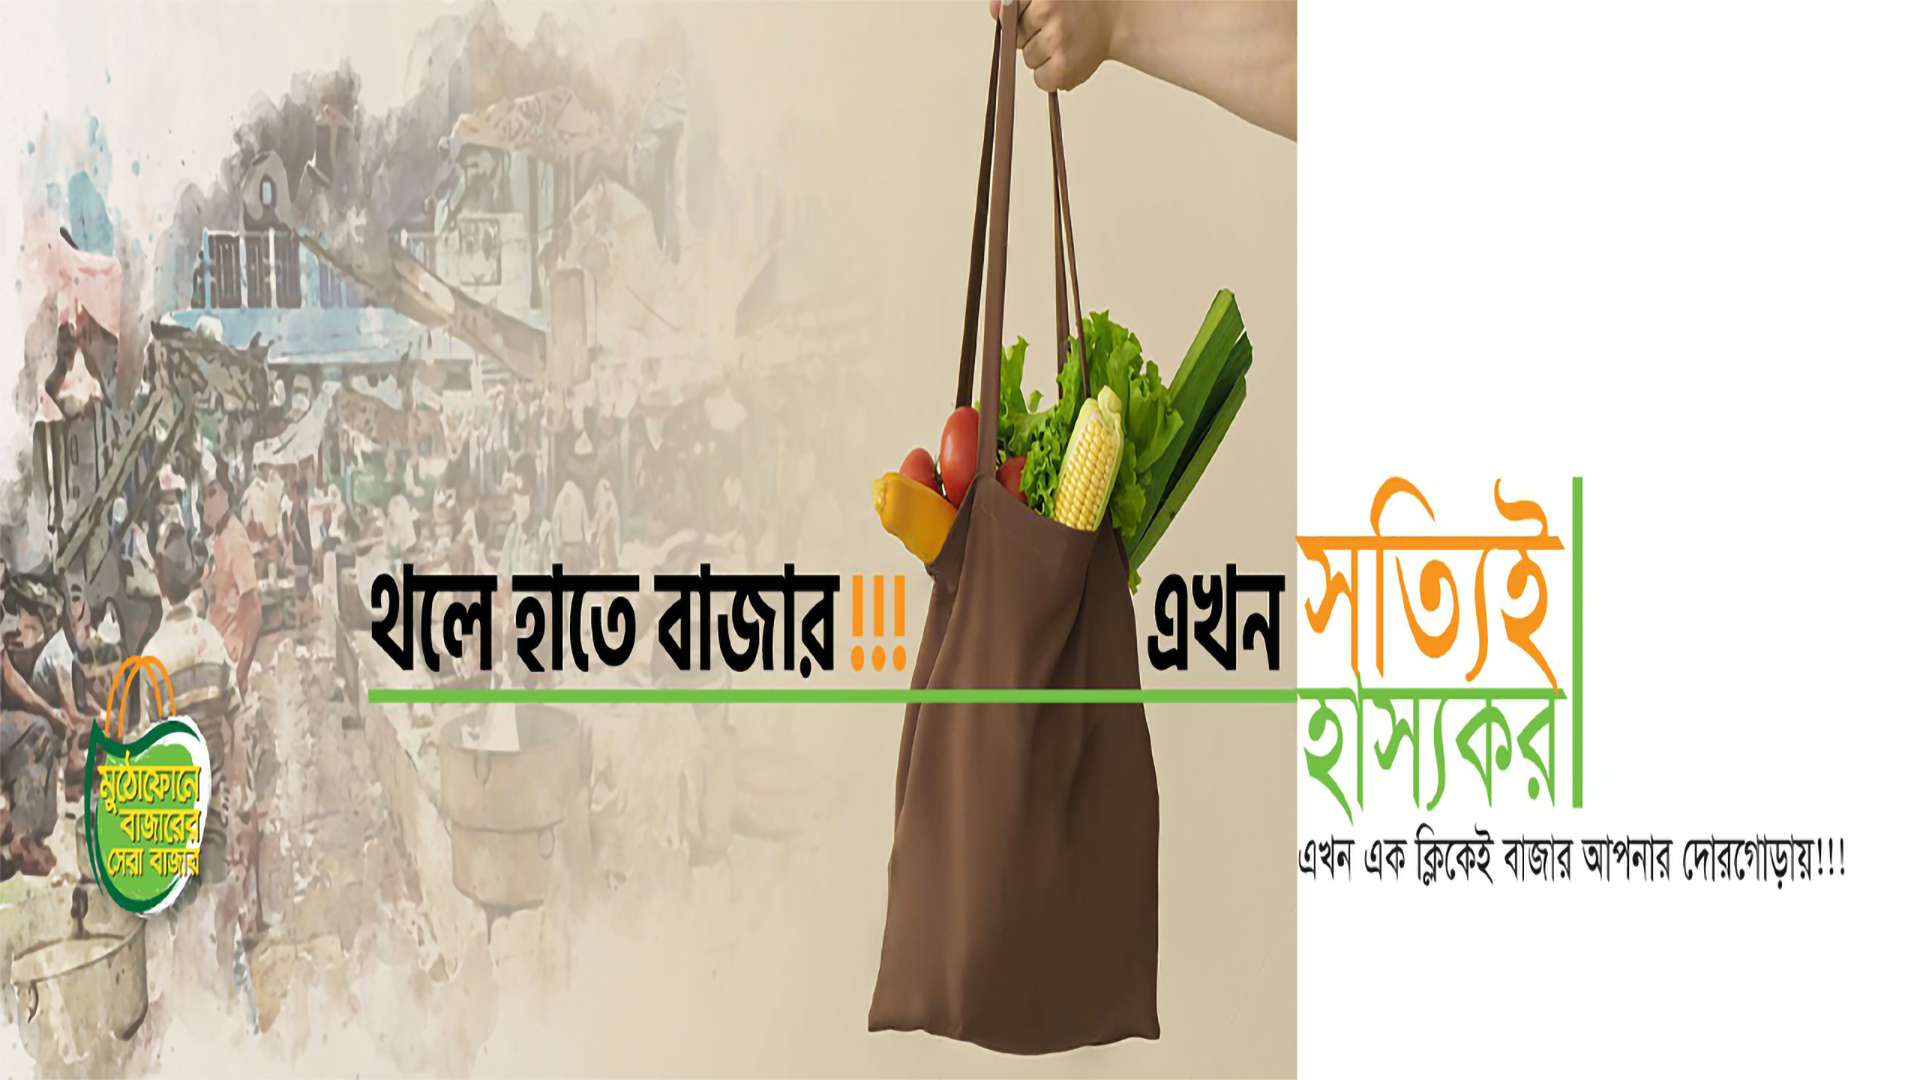 থলে হাতে বাজার!!! এখন সত্যিই
হাস্যকর
এখন এক ক্লিকেই বাজার আপনার দোরগোড়ায়!!!
মুঠোফোনে
বাজারের
সেরা বাজার